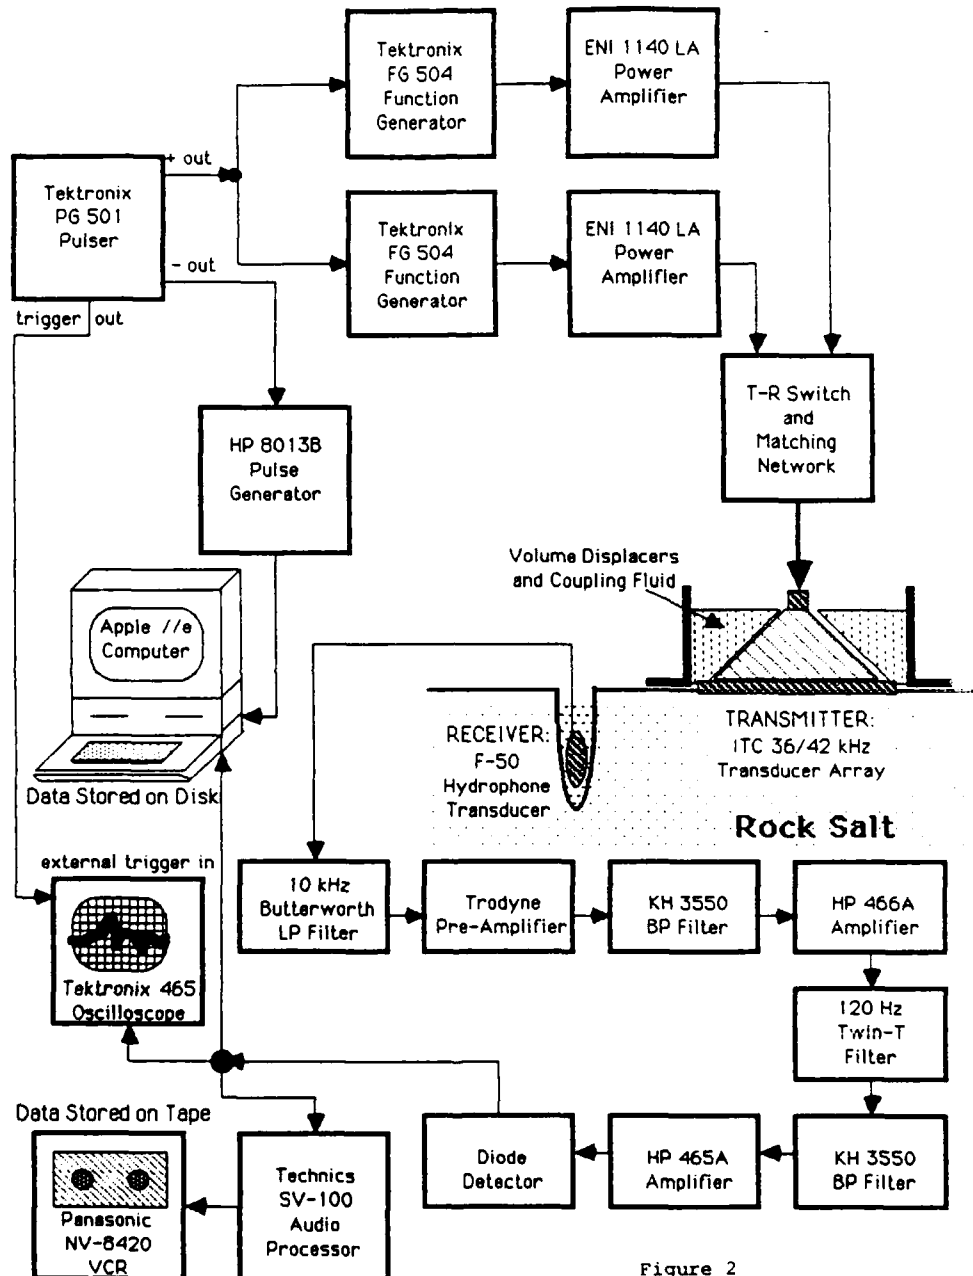 Tektronix
FG 504
Function
Generator
ENI 1140 LA
Power
Amplifier
+ out
Tektronix
PG 501
Pulser
- out
trigger out
Tektronix
FG 504
Function
Generator
ENI 1140 LA
Power
Amplifier
T-R Switch
and
Matching
Network
HP 8013B
Pulse
Generator
Volume Displacers
and Coupling Fluid
Apple //e
Computer
Data Stored on Disk
RECEIVER:
F-50
Hydrophone
Transducer
TRANSMITTER:
ITC 36/42 kHz
Transducer Array
Rock Salt
external trigger in
Tektronix 465
Oscilloscope
10 kHz
Butterworth
LP Filter
Trodyne
Pre-Amplifier
KH 3550
BP Filter
HP 466A
Amplifier
120 Hz
Twin-T
Filter
KH 3550
BP Filter
HP 465A
Amplifier
Diode
Detector
Data Stored on Tape
Panasonic
NV-8420
VCR
Technics
SV-100
Audio
Processor
Figure 2